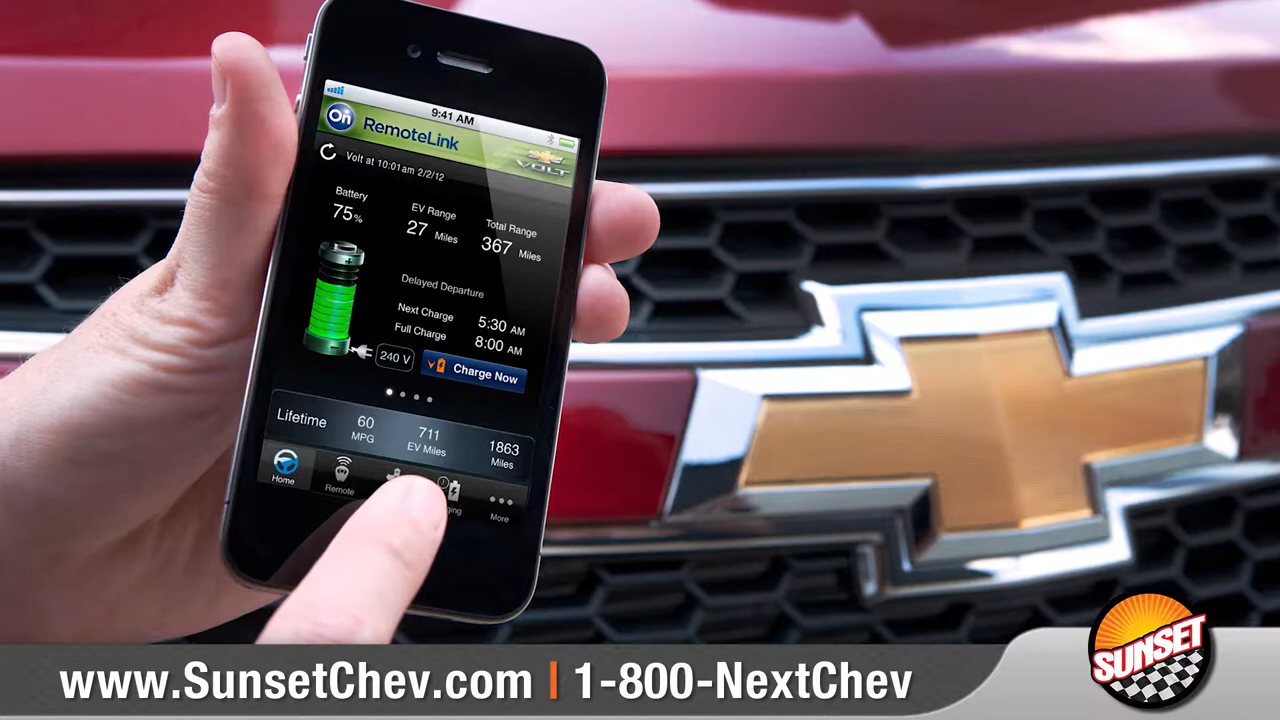 9:41 AM
On
RemoteLink
VOLT
Volt at 10:01am 2/2/12
Battery
75%
EV Range
27 Miles
Total Range
367 Miles
Delayed Departure
Next Charge 5:30 AM
Full Charge 8:00 AM
240 V
Charge Now
Lifetime
60
MPG
711
EV Miles
1863
Miles
Home
Remote
More
www.SunsetChev.com | 1-800-NextChev
SUNSET